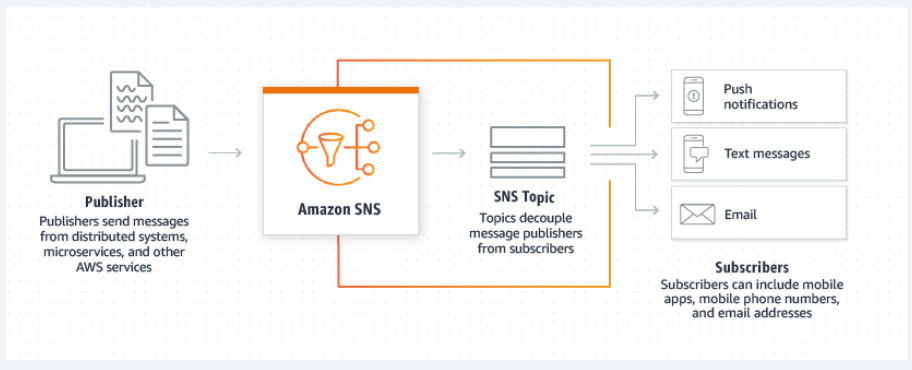 Publisher
Publishers send messages
from distributed systems,
microservices, and other
AWS services
Amazon SNS
SNS Topic
Topics decouple
message publishers
from subscribers
Push
notifications
Text messages
Email
Subscribers
Subscribers can include mobile
apps, mobile phone numbers,
and email addresses